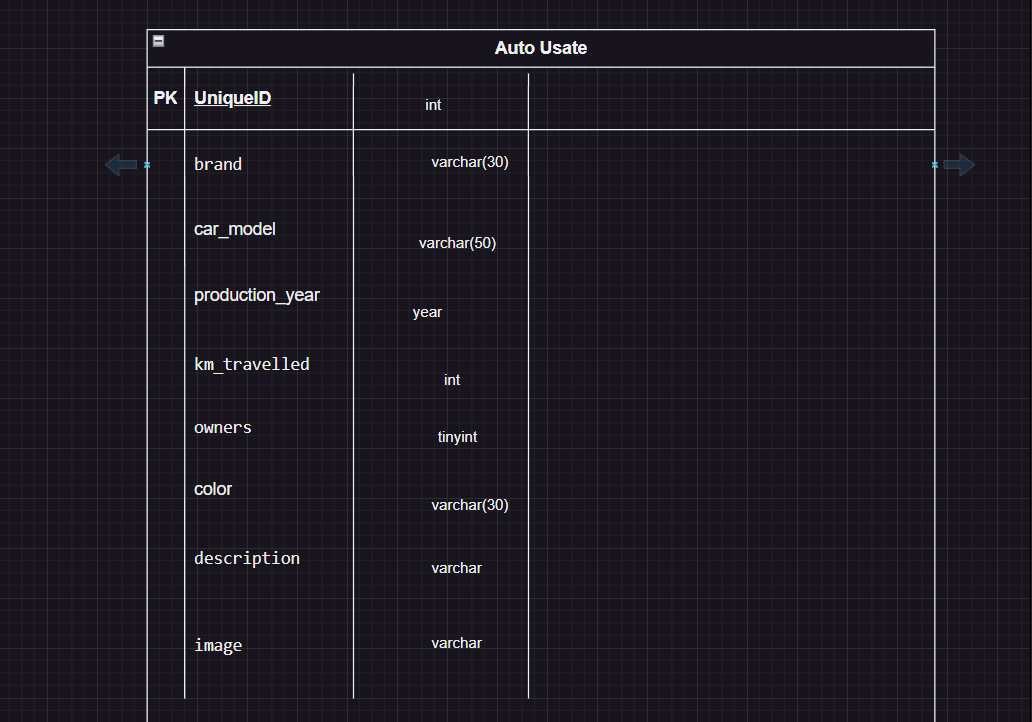 Auto Usate
PK UniqueID int
brand varchar(30)
car_model varchar(50)
production_year year
km_travelled int
owners tinyint
color varchar(30)
description varchar
image varchar